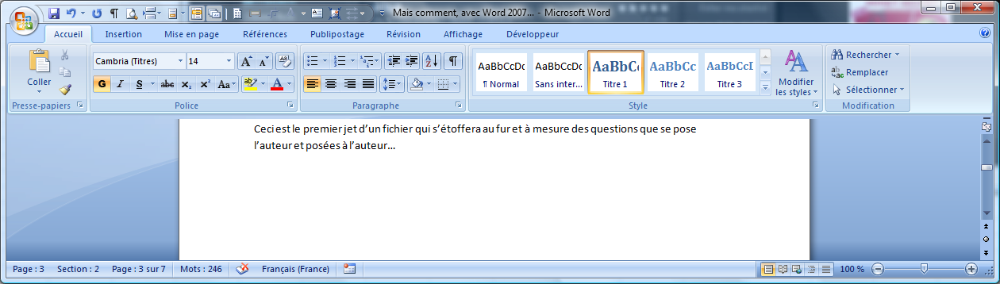 Mais comment, avec Word 2007... - Microsoft Word
Accueil Insertion Mise en page Références Publipostage Révision Affichage Développeur
Coller
Presse-papiers
Cambria (Titres) 14
G I S abc x₂ x² Aa ab A
Police
Paragraphe
AaBbCcDc AaBbCcDc AaBbC AaBbCc AaBbCcI
¶ Normal Sans inter... Titre 1 Titre 2 Titre 3
Modifier les styles
Style
Rechercher
Remplacer
Sélectionner
Modification
Ceci est le premier jet d'un fichier qui s'étoffera au fur et à mesure des questions que se pose
l'auteur et posées à l'auteur...
Page : 3 Section : 2 Page : 3 sur 7 Mots : 246 Français (France) 100 %